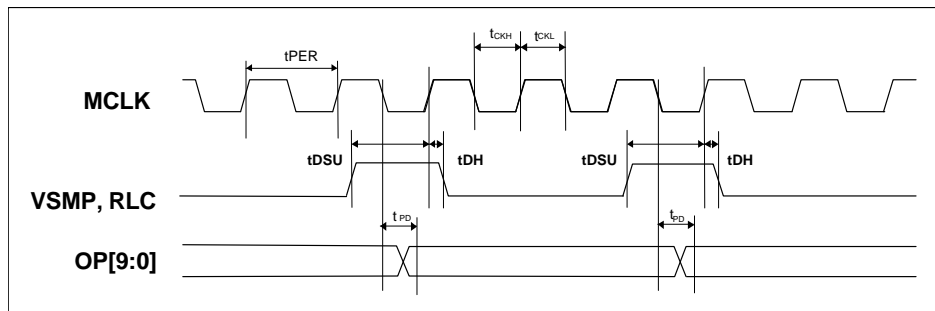 tCKH tCKL
tPER
MCLK
tDSU tDH tDSU tDH
VSMP, RLC
tPD tPD
OP[9:0]